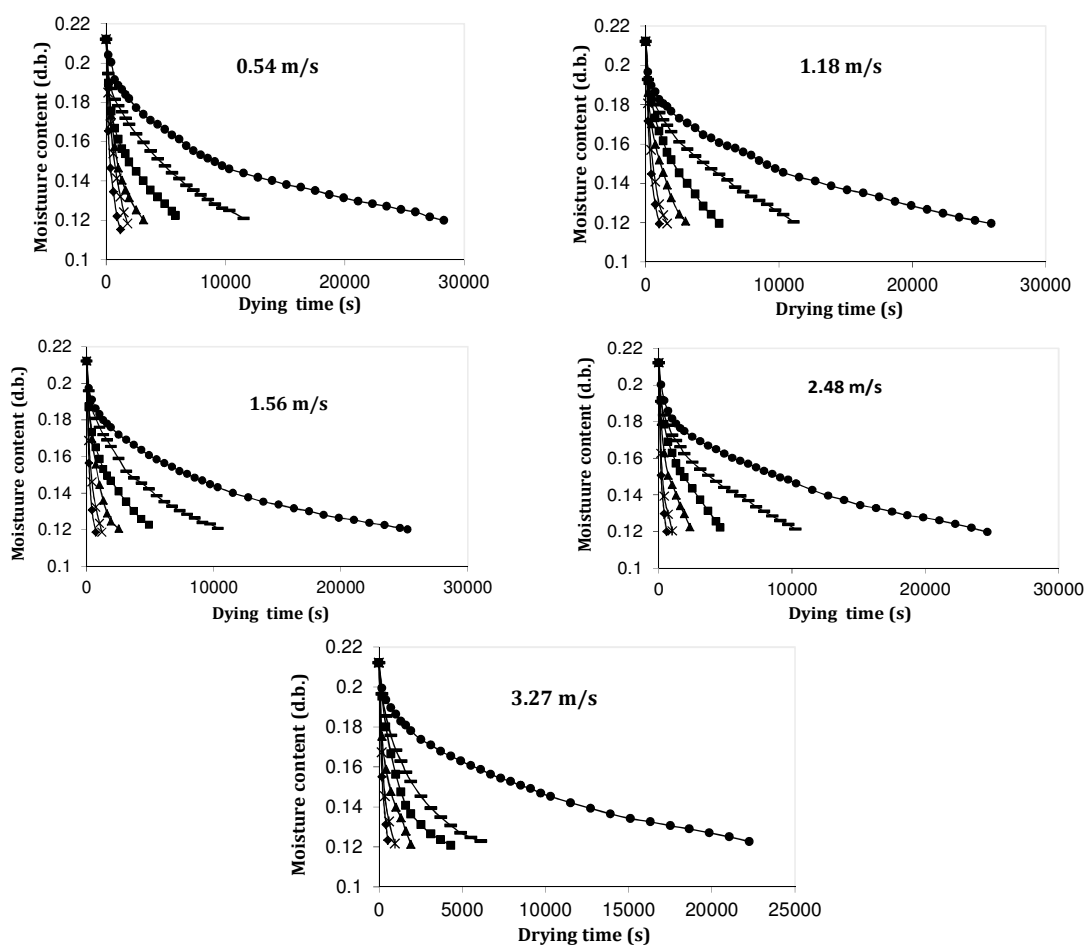 0.22
0.2
0.18
0.16
0.14
0.12
0.1
Moisture content (d.b.)
0.54 m/s
0 10000 20000 30000
Dying time (s)
0.22
0.2
0.18
0.16
0.14
0.12
0.1
Moisture content (d.b.)
1.18 m/s
0 10000 20000 30000
Drying time (s)
0.22
0.2
0.18
0.16
0.14
0.12
0.1
Moisture content (d.b.)
1.56 m/s
0 10000 20000 30000
Dying time (s)
0.22
0.2
0.18
0.16
0.14
0.12
0.1
Moisture content (d.b.)
2.48 m/s
0 10000 20000 30000
Drying time (s)
0.22
0.2
0.18
0.16
0.14
0.12
0.1
Moisture content (d.b.)
3.27 m/s
0 5000 10000 15000 20000 25000
Drying time (s)